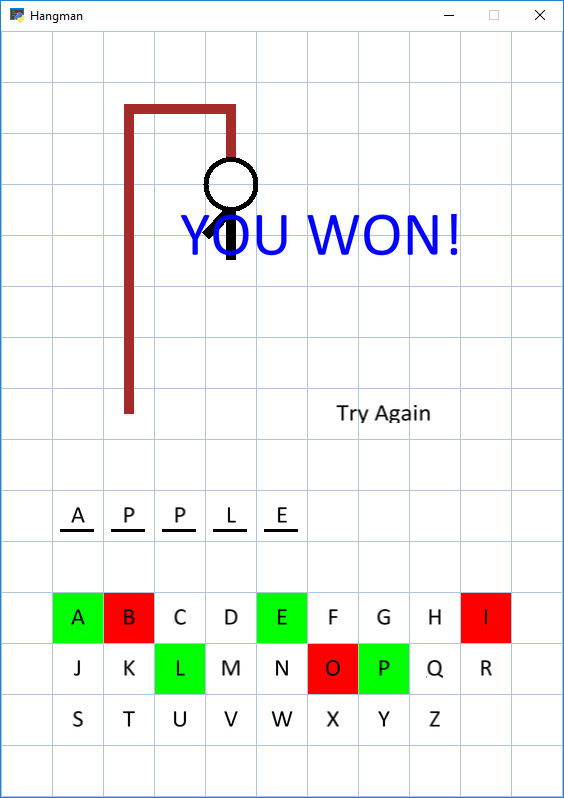 Hangman
YOU WON!
Try Again
A P P L E
A B C D E F G H I
J K L M N O P Q R
S T U V W X Y Z